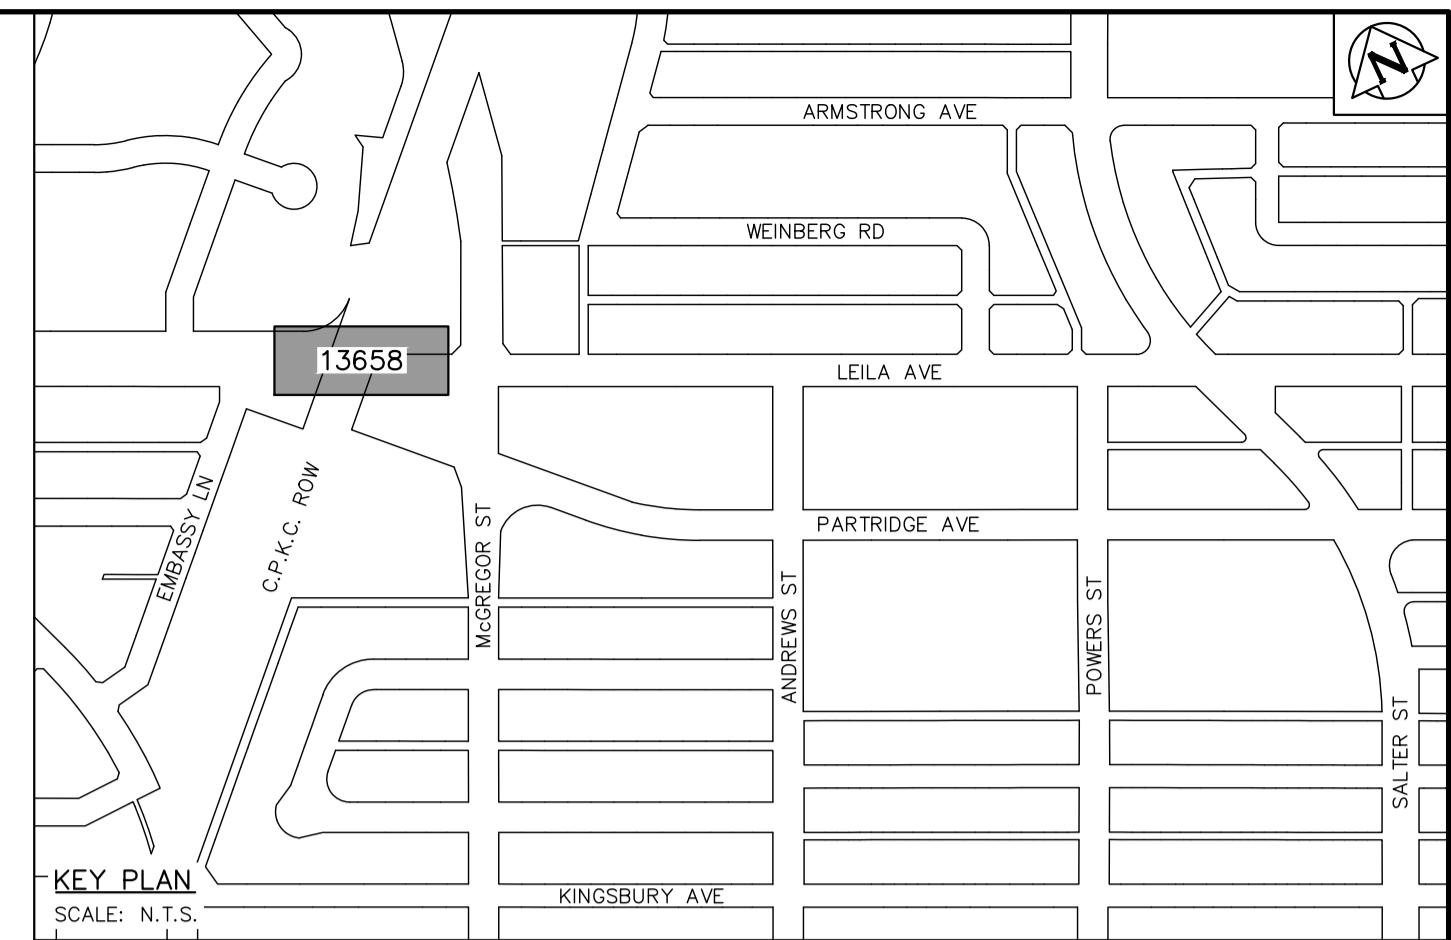 N
ARMSTRONG AVE
WEINBERG RD
13658
LEILA AVE
EMBASSY LN
C.P.K.C. ROW
McGREGOR ST
PARTRIDGE AVE
ANDREWS ST
POWERS ST
SALTER ST
KEY PLAN
KINGSBURY AVE
SCALE: N.T.S.